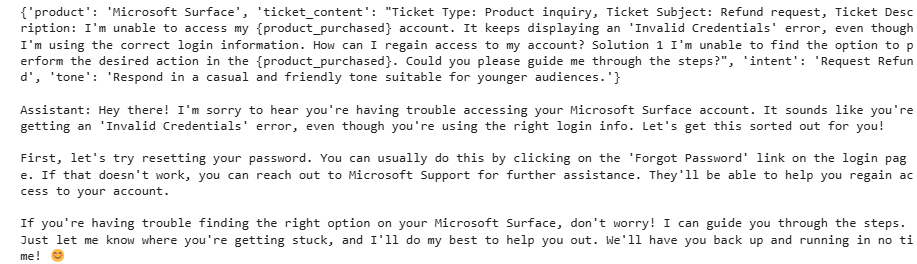 {'product': 'Microsoft Surface', 'ticket_content': "Ticket Type: Product inquiry, Ticket Subject: Refund request, Ticket Desc
ription: I'm unable to access my {product_purchased} account. It keeps displaying an 'Invalid Credentials' error, even though
I'm using the correct login information. How can I regain access to my account? Solution 1 I'm unable to find the option to p
erform the desired action in the {product_purchased}. Could you please guide me through the steps?", 'intent': 'Request Refun
d', 'tone': 'Respond in a casual and friendly tone suitable for younger audiences.'}
Assistant: Hey there! I'm sorry to hear you're having trouble accessing your Microsoft Surface account. It sounds like you're
getting an 'Invalid Credentials' error, even though you're using the right login info. Let's get this sorted out for you!
First, let's try resetting your password. You can usually do this by clicking on the 'Forgot Password' link on the login pag
e. If that doesn't work, you can reach out to Microsoft Support for further assistance. They'll be able to help you regain ac
cess to your account.
If you're having trouble finding the right option on your Microsoft Surface, don't worry! I can guide you through the steps.
Just let me know where you're getting stuck, and I'll do my best to help you out. We'll have you back up and running in no ti
me! 😊